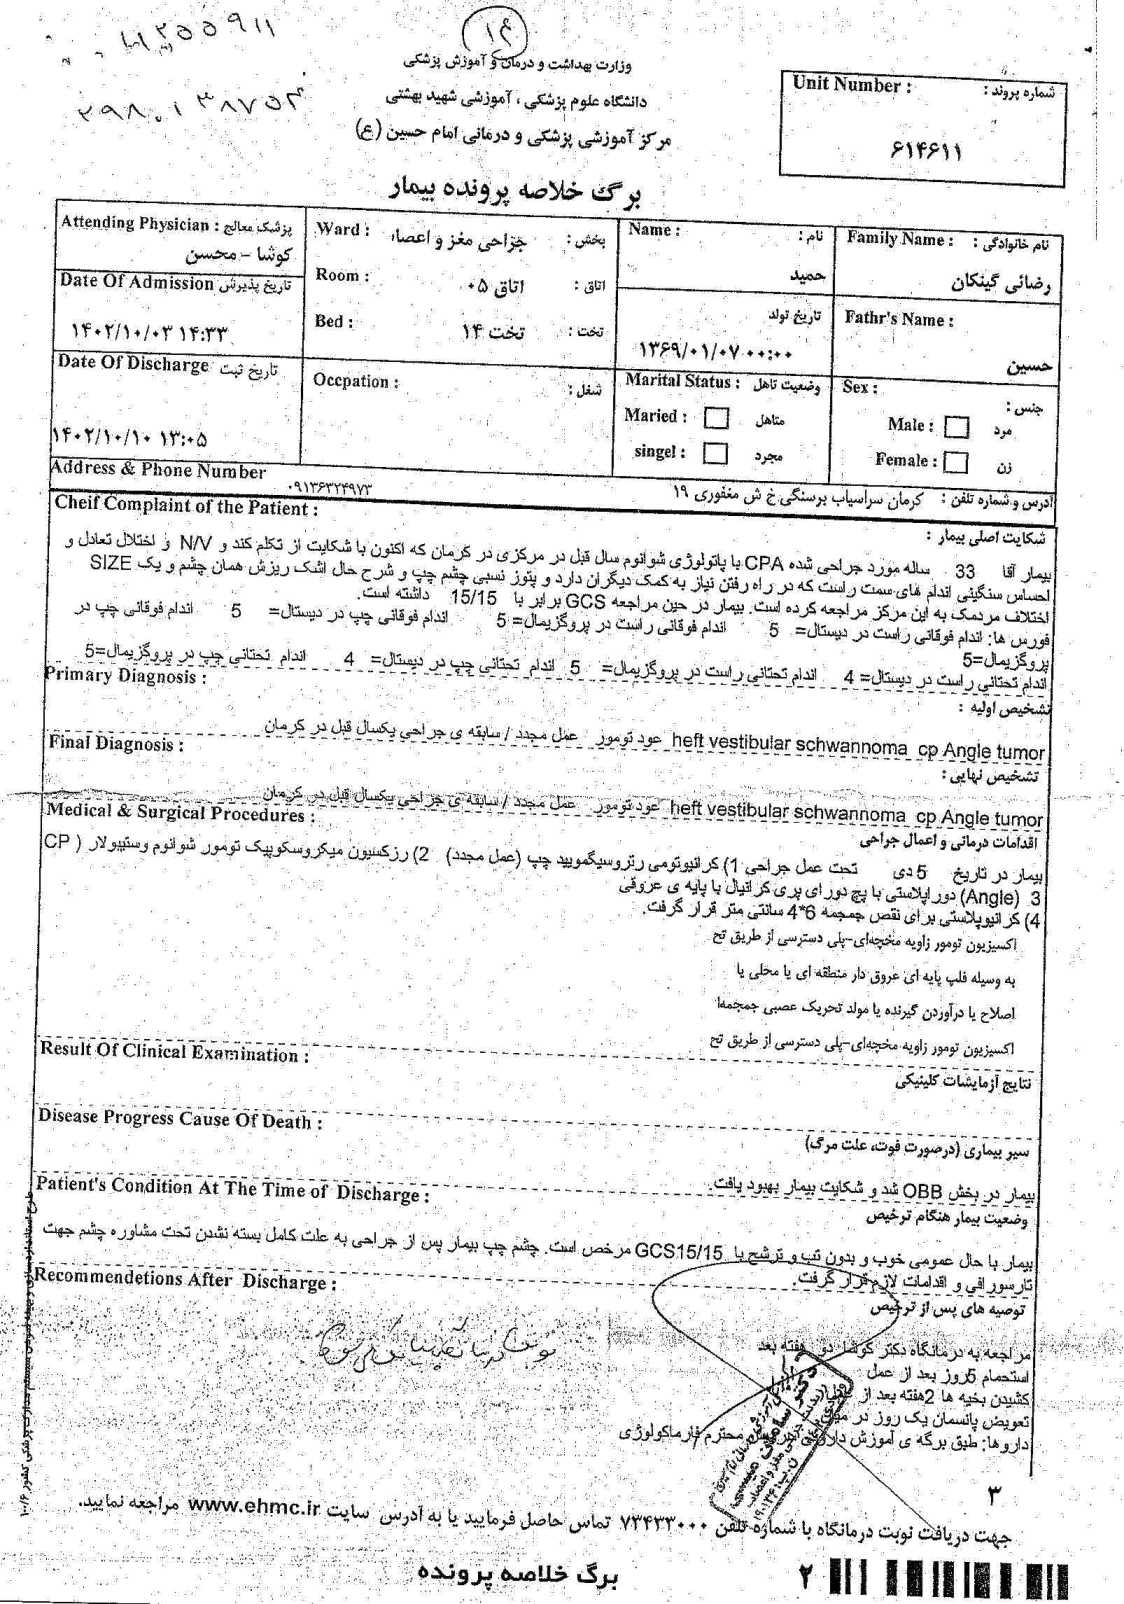 ۱۴
وزارت بهداشت و درمان و آموزش پزشکی
دانشگاه علوم پزشکی ، آموزشی شهید بهشتی
مرکز آموزشی پزشکی و درمانی امام حسین (ع)
Unit Number : شماره پروند :
۶۱۴۶۱۱
برگ خلاصه پرونده بیمار
Attending Physician : پزشک معالج :
کوشا - محسن
Ward : بخش : جراحی مغز و اعصا
Name : نام :
حمید
Family Name : نام خانوادگی :
رضائی گینکان
Date Of Admission تاریخ پذیرش
۱۴۰۲/۱۰/۰۳ ۱۴:۳۳
Room : اتاق : اتاق ۰۵
Bed : تخت : تخت ۱۴
تاریخ تولد
۱۳۶۹/۰۱/۰۷ ۰۰:۰۰
Fathr's Name :
حسین
Date Of Discharge تاریخ ثبت
۱۴۰۲/۱۰/۱۰ ۱۳:۰۵
Occpation : شغل :
Marital Status : وضعیت تاهل
Maried : متاهل
singel : مجرد
Sex : جنس :
Male : مرد
Female : زن
Address & Phone Number
آدرس و شماره تلفن : کرمان سراسیاب برسنگی خ ش مغفوری ۱۹ ۰۹۱۳۶۳۲۴۹۷۳
Cheif Complaint of the Patient :
شکایت اصلی بیمار :
بیمار آقا 33 ساله مورد جراحی شده CPA با پاتولوژی شوانوم سال قبل در مرکزی در کرمان که اکنون با شکایت از تکلم کند و N/V و اختلال تعادل و
احساس سنگینی اندام های سمت راست که در راه رفتن نیاز به کمک دیگران دارد و پتوز نسبی چشم چپ و شرح حال اشک ریزش همان چشم و یک SIZE
اختلاف مردمک به این مرکز مراجعه کرده است. بیمار در حین مراجعه GCS برابر با 15/15 داشته است.
فورس ها: اندام فوقانی راست در دیستال= 5 اندام فوقانی راست در پروگزیمال= 5 اندام فوقانی چپ در دیستال= 5 اندام فوقانی چپ در
پروگزیمال=5
اندام تحتانی راست در دیستال= 4 اندام تحتانی راست در پروگزیمال= 5 اندام تحتانی چپ در دیستال= 4 اندام تحتانی چپ در پروگزیمال=5
Primary Diagnosis :
تشخیص اولیه :
heft vestibular schwannoma cp Angle tumor عود تومور عمل مجدد / سابقه ی جراحی یکسال قبل در کرمان
Final Diagnosis :
تشخیص نهایی :
heft vestibular schwannoma cp Angle tumor عود تومور عمل مجدد / سابقه ی جراحی یکسال قبل در کرمان
Medical & Surgical Procedures :
اقدامات درمانی و اعمال جراحی
بیمار در تاریخ 5 دی تحت عمل جراحی 1) کرانیوتومی رتروسیگمویید چپ (عمل مجدد) 2) رزکسیون میکروسکوپیک تومور شوانوم وستیبولار ( CP
Angle) 3) دوراپلاستی با پچ دورای پری کرانیال با پایه ی عروقی
4) کرانیوپلاستی برای نقص جمجمه 6*4 سانتی متر قرار گرفت.
اکسیزیون تومور زاویه مخچه‌ای-پلی دسترسی از طریق تح
به وسیله فلپ پایه ای عروق دار منطقه ای یا محلی یا
اصلاح یا درآوردن گیرنده یا مولد تحریک عصبی جمجمه‌ا
اکسیزیون تومور زاویه مخچه‌ای-پلی دسترسی از طریق تح
Result Of Clinical Examination :
نتایج آزمایشات کلینیکی
Disease Progress Cause Of Death :
سیر بیماری (درصورت فوت، علت مرگ)
بیمار در بخش OBB شد و شکایت بیمار بهبود یافت.
Patient's Condition At The Time of Discharge :
وضعیت بیمار هنگام ترخیص
بیمار با حال عمومی خوب و بدون تب و ترشح با GCS15/15 مرخص است. چشم چپ بیمار پس از جراحی به علت کامل بسته نشدن تحت مشاوره چشم جهت
تارسورافی و اقدامات لازم قرار گرفت.
Recommendetions After Discharge :
توصیه های پس از ترخیص
مراجعه به درمانگاه دکتر کوشا دو هفته بعد
استحمام 5روز بعد از عمل
کشیدن بخیه ها 2هفته بعد از
تعویض پانسمان یک روز در
داروها: طبق برگه ی آموزش محترم فارماکولوژی
۳
جهت دریافت نوبت درمانگاه با شماره تلفن ۷۳۴۳۳۰۰۰ تماس حاصل فرمایید یا به آدرس سایت www.ehmc.ir مراجعه نمایید.
برگ خلاصه پرونده
۲